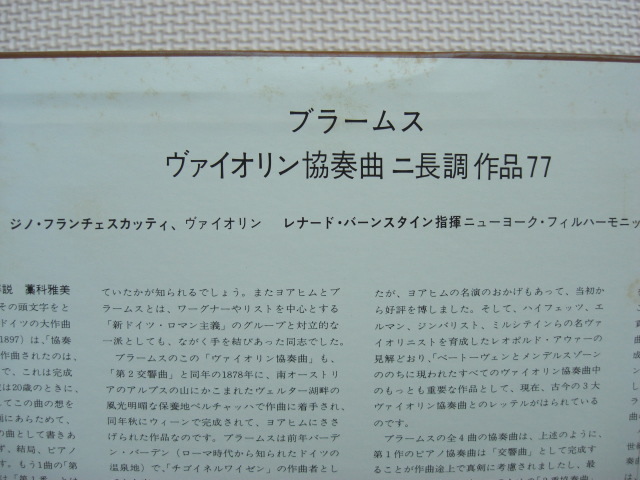 ブラームス
ヴァイオリン協奏曲 ニ長調 作品77
ジノ・フランチェスカッティ、ヴァイオリン レナード・バーンスタイン指揮 ニューヨーク・フィルハーモニッ
説 藁科雅美
その頭文字をと
ドイツの大作曲
1897）は、「協奏
作曲されたのは、
で、これは完成
は20歳のときに、
てこの曲の想を
面にあらためて、
の曲として書きあ
ず、結局、ピアノ
す。もう1曲の「第
ていたかが知られるでしょう。またヨアヒムとブ
ラームスとは、ワーグナーやリストを中心とする
「新ドイツ・ロマン主義」のグループと対立的な
一派としても、ながく手を結びあった同志でした。
ブラームスのこの「ヴァイオリン協奏曲」も、
「第2交響曲」と同年の1878年に、南オーストリ
アのアルプスの山にかこまれたヴェルター湖畔の
風光明媚な保養地ペルチャッハで作曲に着手され、
同年秋にウィーンで完成されて、ヨアヒムにささ
げられた作品なのです。ブラームスは前年バーデ
ン・バーデン（ローマ時代から知られたドイツの
温泉地）で、「チゴイネルワイゼン」の作曲者とし
たが、ヨアヒムの名演のおかげもあって、当初か
ら好評を博しました。そして、ハイフェッツ、エ
ルマン、ジンバリスト、ミルシテインらの名ヴァ
イオリニストを育成したレオポルド・アウァーの
見解どおり、「ベートーヴェンとメンデルスゾーン
ののちに現われたすべてのヴァイオリン協奏曲中
のもっとも重要な作品として、現在、古今の3大
ヴァイオリン協奏曲とのレッテルがはられている
のです。
ブラームスの全4曲の協奏曲は、上述のように、
第1作のピアノ協奏曲は「交響曲」として完成す
ることが作曲途上で真剣に考慮されましたし、最